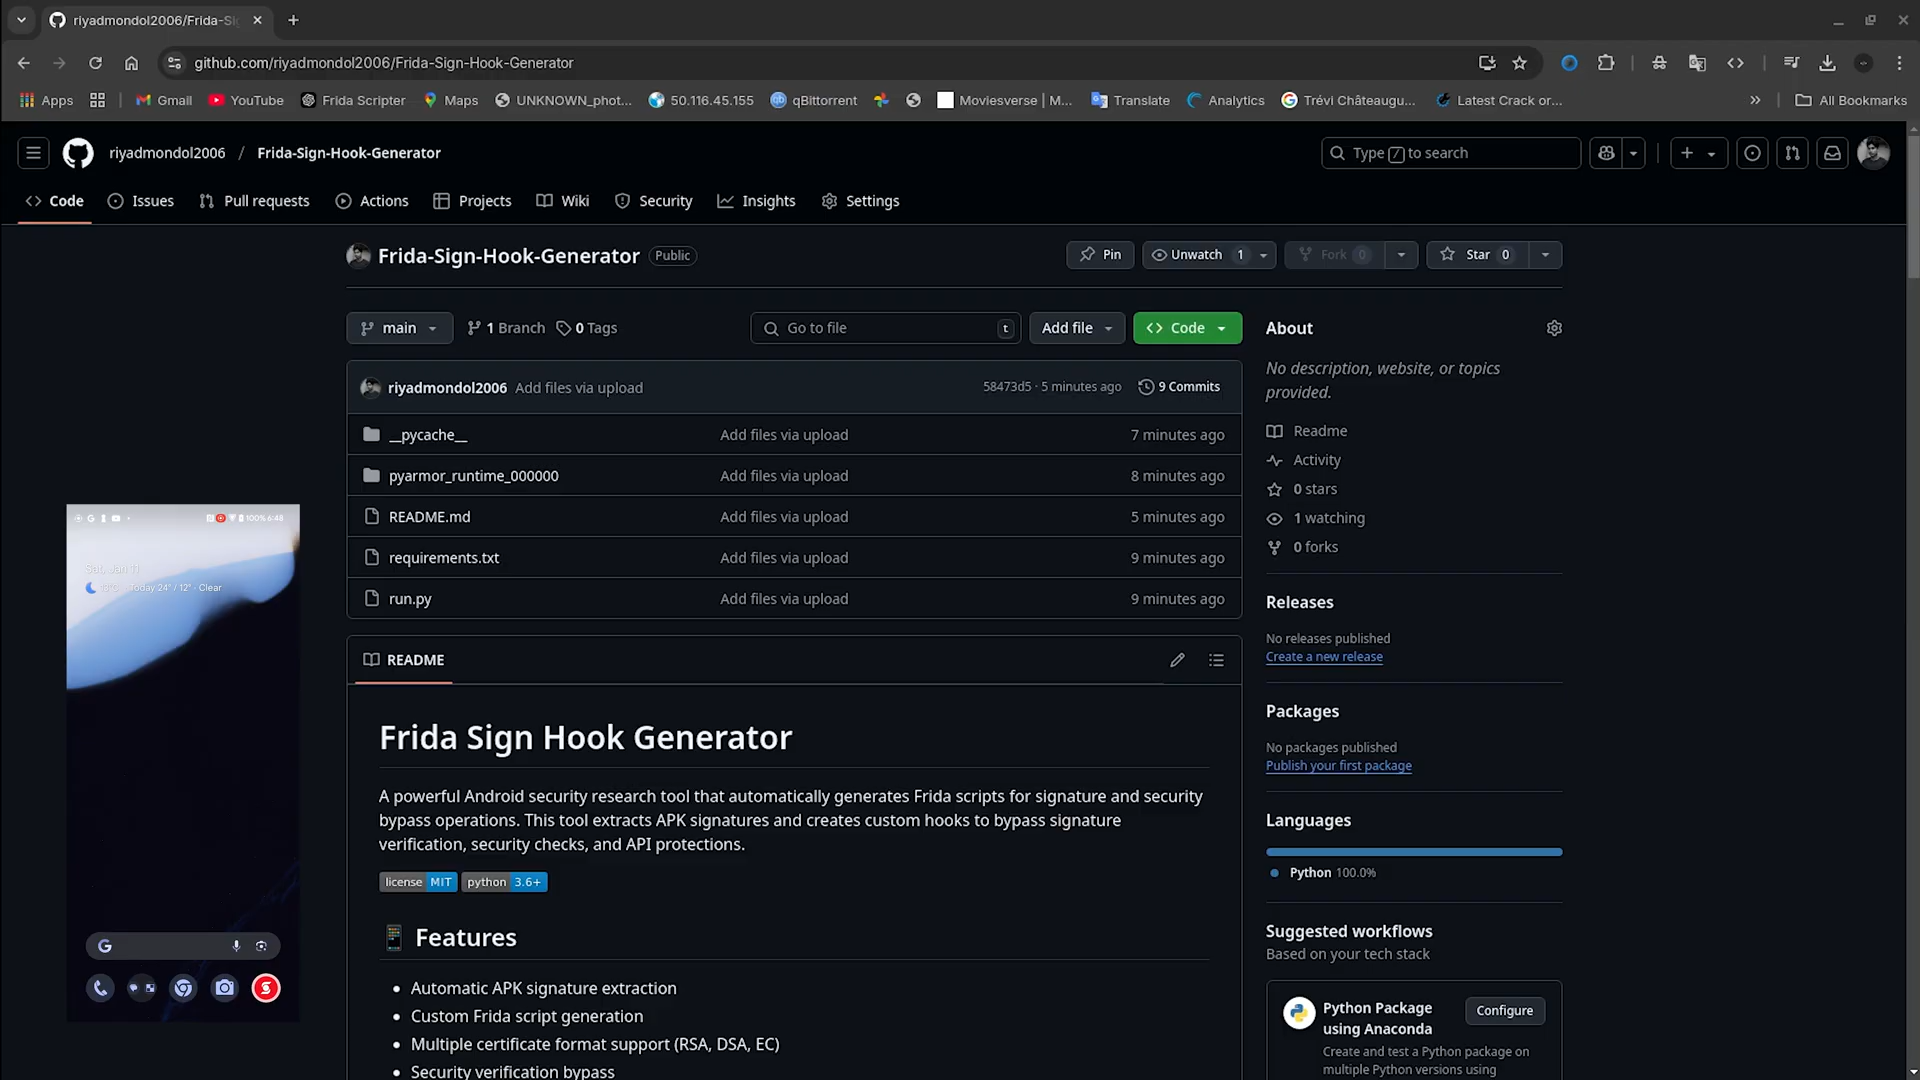 riyadmondol2006/Frida-Si
github.com/riyadmondol2006/Frida-Sign-Hook-Generator
Apps
Gmail
YouTube
Frida Scripter
Maps
UNKNOWN_phot...
50.116.45.155
qBittorrent
Moviesverse | M...
Translate
Analytics
Trévi Châteaugu...
Latest Crack or...
All Bookmarks
riyadmondol2006 / Frida-Sign-Hook-Generator
Type / to search
Code
Issues
Pull requests
Actions
Projects
Wiki
Security
Insights
Settings
Frida-Sign-Hook-Generator
Public
Pin
Unwatch 1
Fork 0
Star 0
main
1 Branch
0 Tags
Go to file
t
Add file
Code
riyadmondol2006 Add files via upload
58473d5 · 5 minutes ago
9 Commits
__pycache__ Add files via upload 7 minutes ago
pyarmor_runtime_000000 Add files via upload 8 minutes ago
README.md Add files via upload 5 minutes ago
requirements.txt Add files via upload 9 minutes ago
run.py Add files via upload 9 minutes ago
README
Frida Sign Hook Generator
A powerful Android security research tool that automatically generates Frida scripts for signature and security
bypass operations. This tool extracts APK signatures and creates custom hooks to bypass signature
verification, security checks, and API protections.
license MIT python 3.6+
Features
• Automatic APK signature extraction
• Custom Frida script generation
• Multiple certificate format support (RSA, DSA, EC)
• Security verification bypass
About
No description, website, or topics
provided.
Readme
Activity
0 stars
1 watching
0 forks
Releases
No releases published
Create a new release
Packages
No packages published
Publish your first package
Languages
Python 100.0%
Suggested workflows
Based on your tech stack
Python Package
using Anaconda
Configure
Create and test a Python package on
multiple Python versions using
100% 6:48
Sat, Jan 11
Today 24° / 12° · Clear